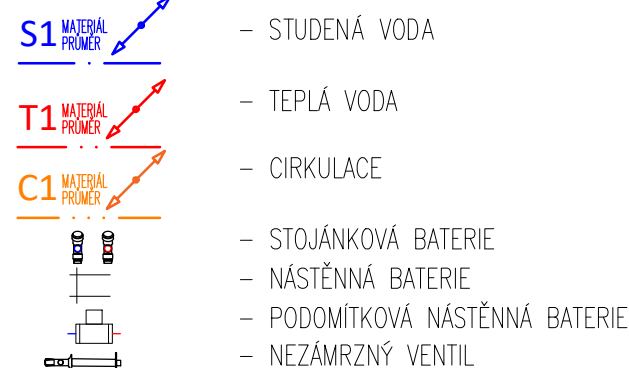 S1 MATERIÁL PRŮMĚR – STUDENÁ VODA
T1 MATERIÁL PRŮMĚR – TEPLÁ VODA
C1 MATERIÁL PRŮMĚR – CIRKULACE
– STOJÁNKOVÁ BATERIE
– NÁSTĚNNÁ BATERIE
– PODOMÍTKOVÁ NÁSTĚNNÁ BATERIE
– NEZÁMRZNÝ VENTIL